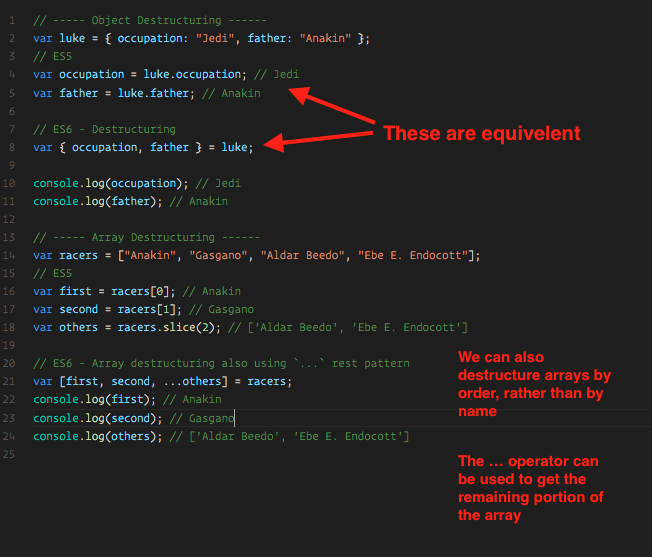 1 // ----- Object Destructuring ------
2 var luke = { occupation: "Jedi", father: "Anakin" };
3 // ES5
4 var occupation = luke.occupation; // Jedi
5 var father = luke.father; // Anakin
6
7 // ES6 - Destructuring
These are equivelent
8 var { occupation, father } = luke;
9
10 console.log(occupation); // Jedi
11 console.log(father); // Anakin
12
13 // ----- Array Destructuring ------
14 var racers = ["Anakin", "Gasgano", "Aldar Beedo", "Ebe E. Endocott"];
15 // ES5
16 var first = racers[0]; // Anakin
17 var second = racers[1]; // Gasgano
18 var others = racers.slice(2); // ['Aldar Beedo', 'Ebe E. Endocott']
19
20 // ES6 - Array destructuring also using `...` rest pattern
21 var [first, second, ...others] = racers;
22 console.log(first); // Anakin
23 console.log(second); // Gasgano
24 console.log(others); // ['Aldar Beedo', 'Ebe E. Endocott']
25
We can also
destructure arrays by
order, rather than by
name
The … operator can
be used to get the
remaining portion of
the array